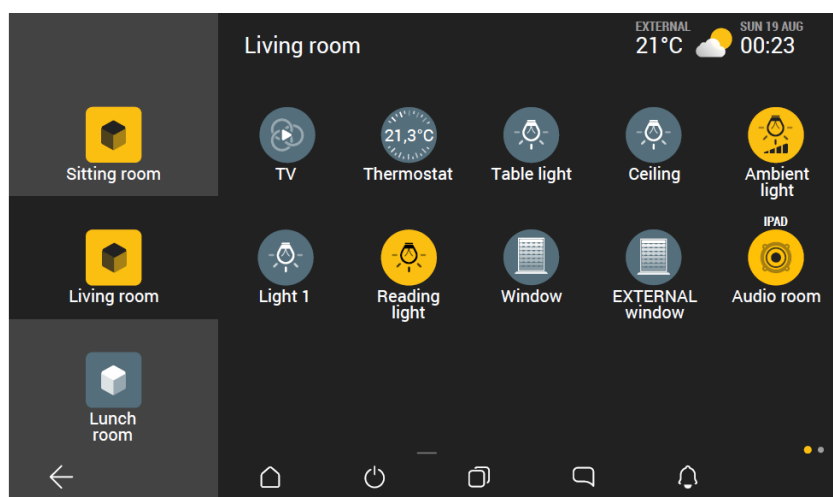 Living room
EXTERNAL
21°C
SUN 19 AUG
00:23
Sitting room
Living room
Lunch
room
TV
21,3°C
Thermostat
Table light
Ceiling
Ambient
light
Light 1
Reading
light
Window
EXTERNAL
window
IPAD
Audio room